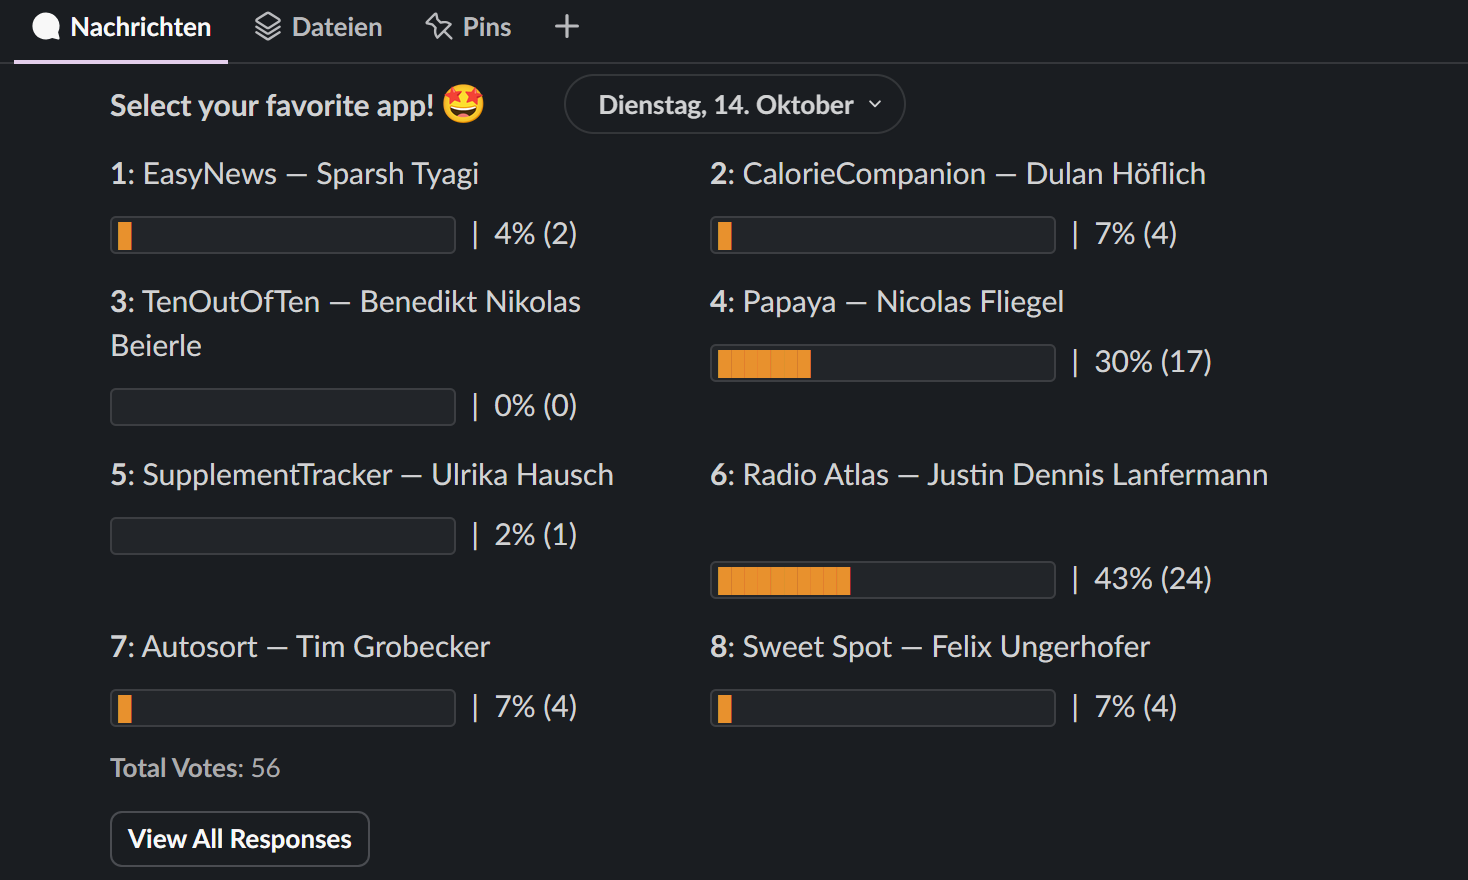 Nachrichten Dateien Pins
Select your favorite app! 🤩 Dienstag, 14. Oktober
1: EasyNews — Sparsh Tyagi
| 4% (2)
2: CalorieCompanion — Dulan Höflich
| 7% (4)
3: TenOutOfTen — Benedikt Nikolas
Beierle
| 0% (0)
4: Papaya — Nicolas Fliegel
| 30% (17)
5: SupplementTracker — Ulrika Hausch
| 2% (1)
6: Radio Atlas — Justin Dennis Lanfermann
| 43% (24)
7: Autosort — Tim Grobecker
| 7% (4)
8: Sweet Spot — Felix Ungerhofer
| 7% (4)
Total Votes: 56
View All Responses